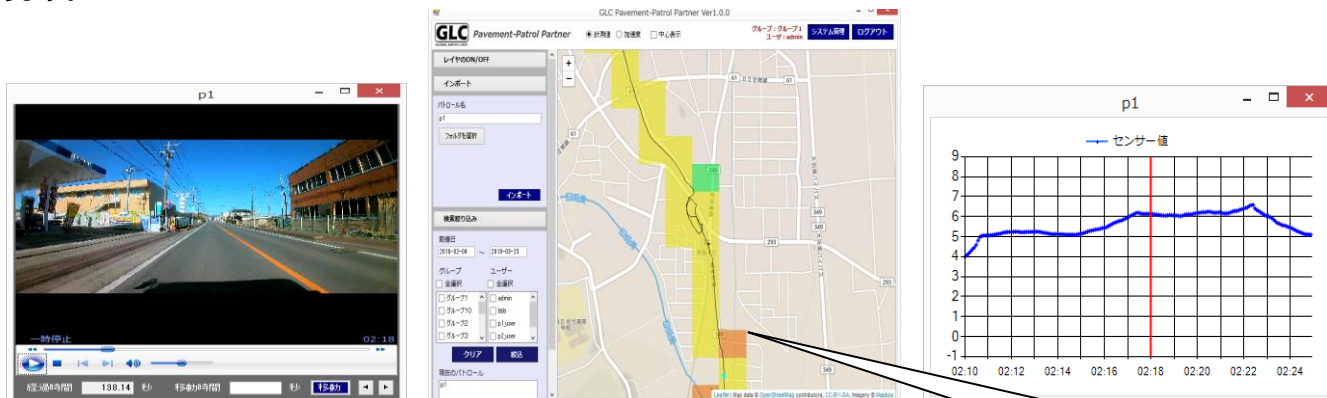 p1
一時停止
02:18
経過時間
138.14
秒
移動時間
秒
移動
GLC Pavement-Patrol Partner Ver1.0.0
GLC
Pavement-Patrol Partner
計測値
加速度
中心表示
グループ : グループ1
ユーザ : admin
システム管理
ログアウト
レイヤのON/OFF
インポート
パトロール名
p1
フォルダを選択
インポート
検索絞り込み
取得日
2018-02-04
~
2018-03-28
グループ
ユーザー
全選択
全選択
グループ1
admin
グループ10
bbb
グループ2
p1_user
グループ3
p2_user
クリア
絞込
現在のパトロール
p1
+
−
61
61
61
349
349
293
293
349
Leaflet | Map data © OpenStreetMap contributors, CC-BY-SA, Imagery © Mapbox
p1
センサー値
9
8
7
6
5
4
3
2
1
0
-1
02:10
02:12
02:14
02:16
02:18
02:20
02:22
02:24